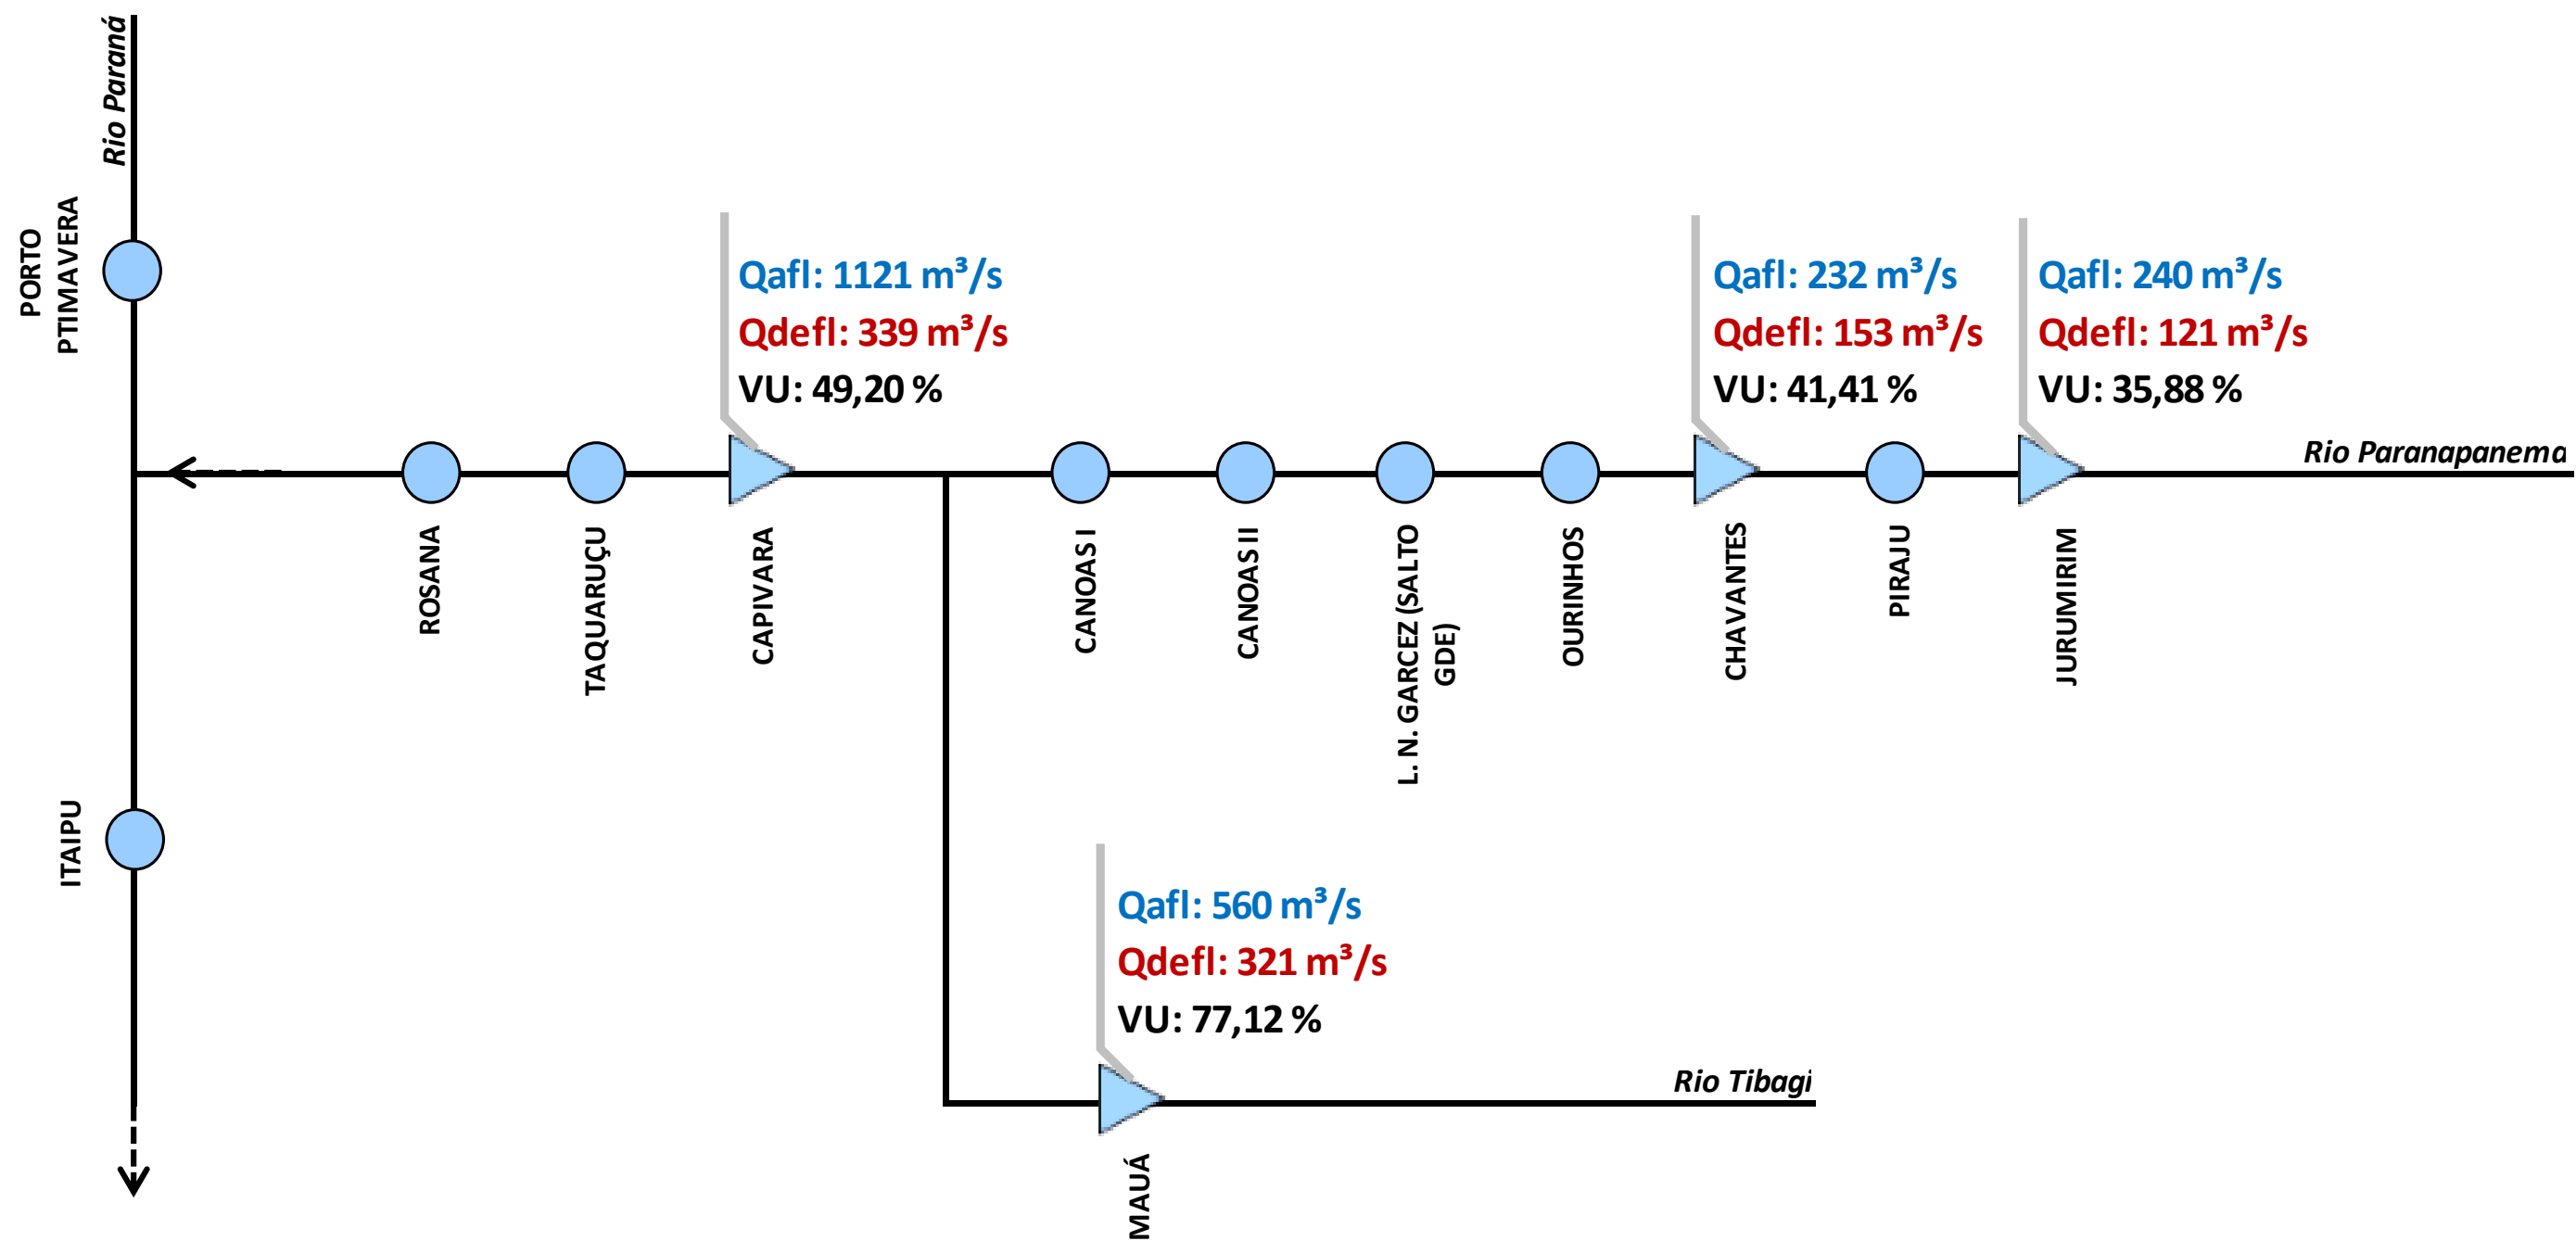 Rio Paraná
PORTO
PTIMAVERA
Qafl: 1121 m³/s
Qdefl: 339 m³/s
VU: 49,20 %
Qafl: 232 m³/s
Qdefl: 153 m³/s
VU: 41,41 %
Qafl: 240 m³/s
Qdefl: 121 m³/s
VU: 35,88 %
Rio Paranapanema
ROSANA
TAQUARUÇU
CAPIVARA
CANOAS I
CANOAS II
L. N. GARCEZ (SALTO
GDE)
OURINHOS
CHAVANTES
PIRAJU
JURUMIRIM
ITAIPU
Qafl: 560 m³/s
Qdefl: 321 m³/s
VU: 77,12 %
Rio Tibagi
MAUÁ